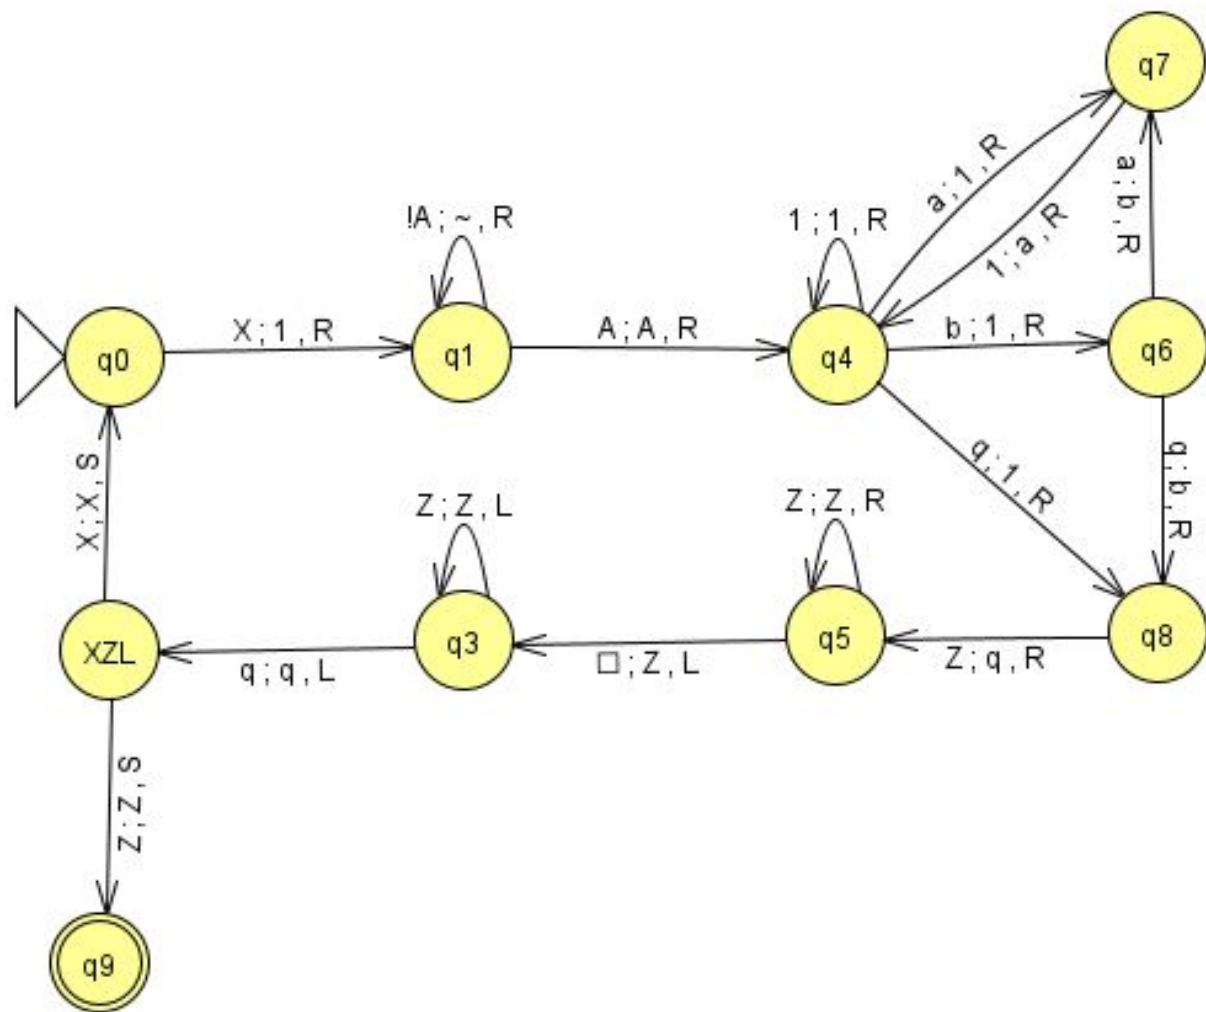 q7
a ; 1 , R
1 ; a , R
a ; b , R
!A ; ~ , R
1 ; 1 , R
q0
X ; 1 , R
q1
A ; A , R
q4
b ; 1 , R
q6
X ; X , S
Z ; Z , L
Z ; Z , R
q ; 1 , R
q ; b , R
XZL
q ; q , L
q3
□ ; Z , L
q5
Z ; q , R
q8
Z ; Z , S
q9